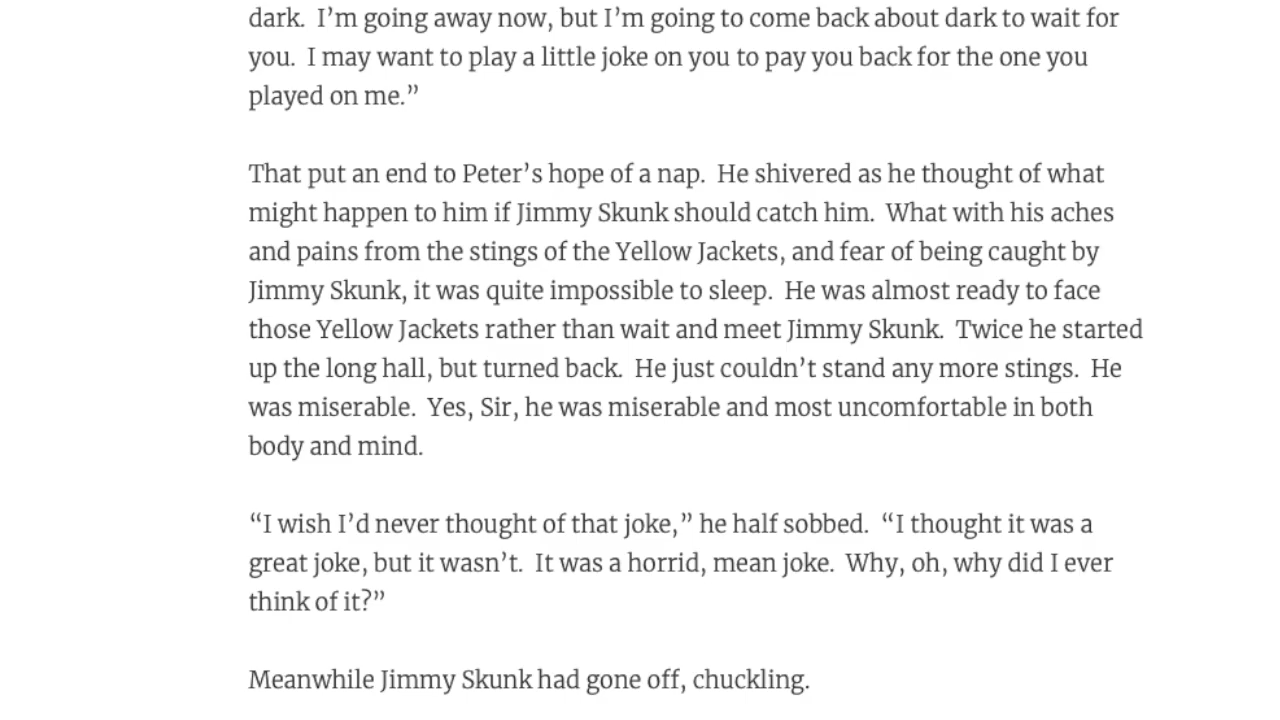 dark.  I’m going away now, but I’m going to come back about dark to wait for
you.  I may want to play a little joke on you to pay you back for the one you
played on me.”
That put an end to Peter’s hope of a nap.  He shivered as he thought of what
might happen to him if Jimmy Skunk should catch him.  What with his aches
and pains from the stings of the Yellow Jackets, and fear of being caught by
Jimmy Skunk, it was quite impossible to sleep.  He was almost ready to face
those Yellow Jackets rather than wait and meet Jimmy Skunk.  Twice he started
up the long hall, but turned back.  He just couldn’t stand any more stings.  He
was miserable.  Yes, Sir, he was miserable and most uncomfortable in both
body and mind.
“I wish I’d never thought of that joke,” he half sobbed.  “I thought it was a
great joke, but it wasn’t.  It was a horrid, mean joke.  Why, oh, why did I ever
think of it?”
Meanwhile Jimmy Skunk had gone off, chuckling.